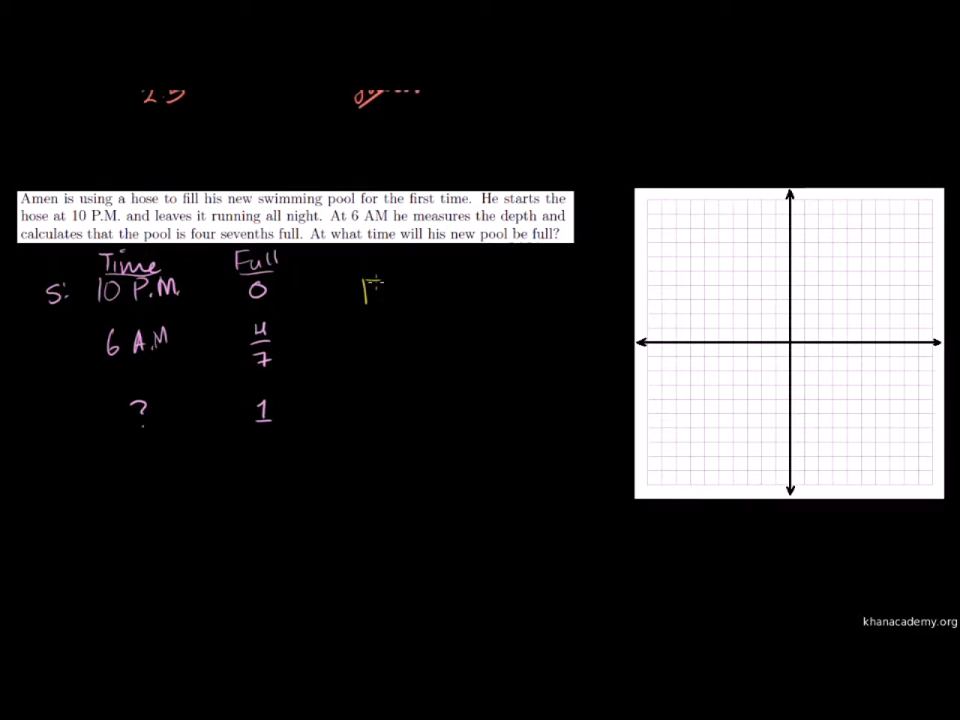 2.5
Amen is using a hose to fill his new swimming pool for the first time. He starts the
hose at 10 P.M. and leaves it running all night. At 6 AM he measures the depth and
calculates that the pool is four sevenths full. At what time will his new pool be full?
Time Full
S: 10 P.M. 0
6 A.M 4/7
? 1
khanacademy.org